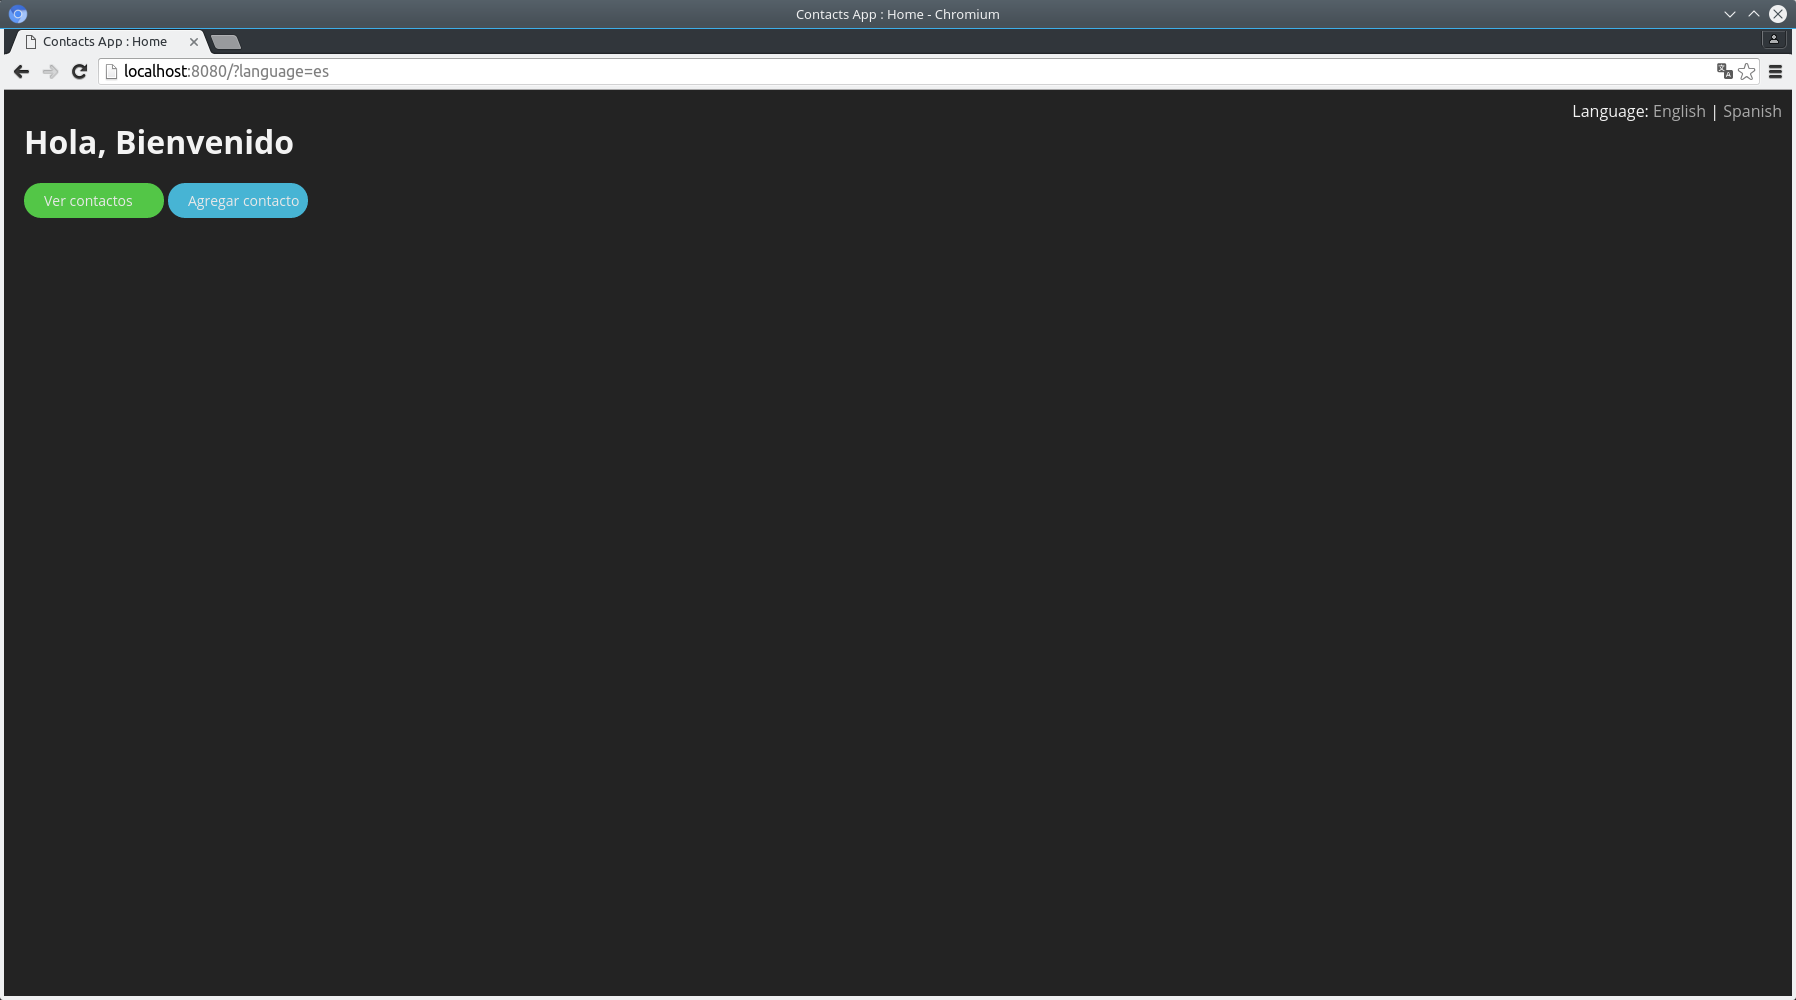 Contacts App : Home - Chromium
Contacts App : Home
localhost:8080/?language=es
Language: English | Spanish
Hola, Bienvenido
Ver contactos Agregar contacto